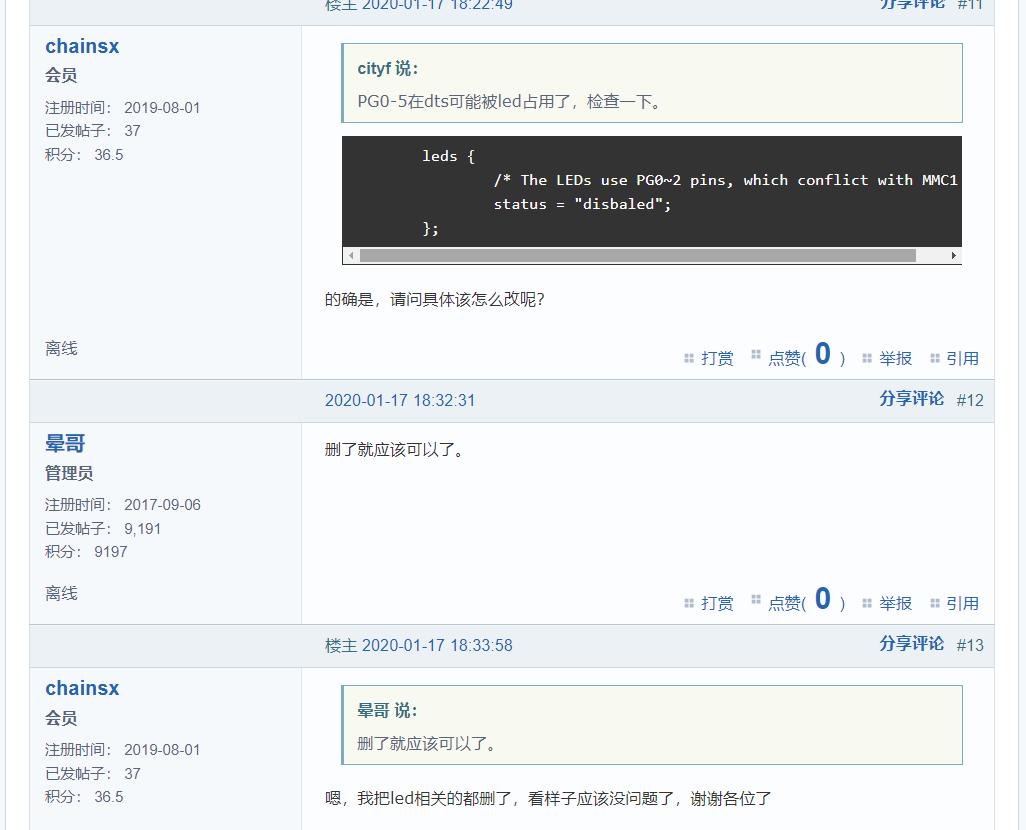 楼主 2020-01-17 18:22:49 分享评论 #11
chainsx
会员
注册时间: 2019-08-01
已发帖子: 37
积分: 36.5
离线
cityf 说:
PG0-5在dts可能被led占用了，检查一下。
leds {
/* The LEDs use PG0~2 pins, which conflict with MMC1
status = "disbaled";
};
的确是，请问具体该怎么改呢?
打赏 点赞( 0 ) 举报 引用
2020-01-17 18:32:31 分享评论 #12
晕哥
管理员
注册时间: 2017-09-06
已发帖子: 9,191
积分: 9197
离线
删了就应该可以了。
打赏 点赞( 0 ) 举报 引用
楼主 2020-01-17 18:33:58 分享评论 #13
chainsx
会员
注册时间: 2019-08-01
已发帖子: 37
积分: 36.5
晕哥 说:
删了就应该可以了。
嗯，我把led相关的都删了，看样子应该没问题了，谢谢各位了